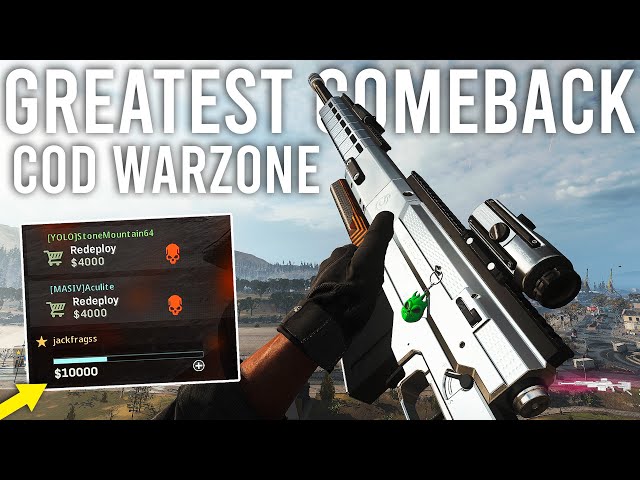 GREATEST COMEBACK
COD WARZONE
[YOLO]StoneMountain64
Redeploy
$4000
[MASIV]Aculite
Redeploy
$4000
jackfragss
$10000